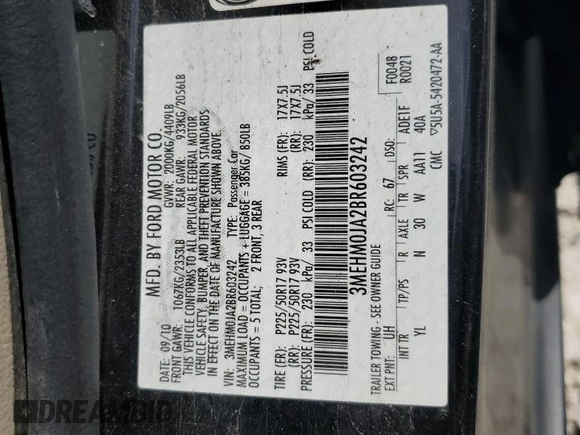 MFD. BY FORD MOTOR CO.
DATE: 09/10 GVWR: 2000KG/4409LB
FRONT GAWR: 1067KG/2353LB REAR GAWR: 933KG/2056LB
THIS VEHICLE CONFORMS TO ALL APPLICABLE FEDERAL MOTOR
VEHICLE SAFETY, BUMPER, AND THEFT PREVENTION STANDARDS
IN EFFECT ON THE DATE OF MANUFACTURE SHOWN ABOVE.
VIN: 3MEHM0JA2BR603242 TYPE: Passenger Car
MAXIMUM LOAD = OCCUPANTS + LUGGAGE = 385KG/ 850LB
OCCUPANTS = 5 TOTAL; 2 FRONT, 3 REAR
TIRE (FR): P225/50R17 93V RIMS (FR): 17X7.5J
(RR): P225/50R17 93V (RR): 17X7.5J
PRESSURE (FR): 230 kPa/ 33 PSI COLD (RR): 230 kPa/ 33 PSI COLD
3MEHM0JA2BR603242
TRAILER TOWING - SEE OWNER GUIDE F0048
EXT PNT: UH RC: 67 DSO: R0021
INT TR TP/PS R AXLE TR SPR ADE1F
YL N 30 W AA11 40A
CMC ▽5U5A-5420472-AA
DREAMBID